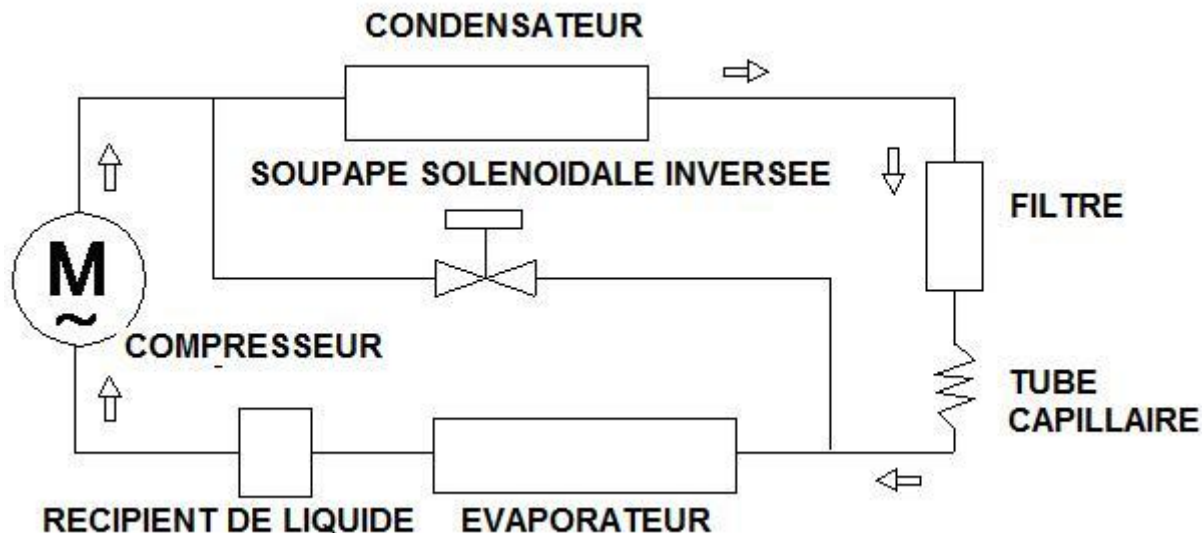 CONDENSATEUR
SOUPAPE SOLENOIDALE INVERSEE
FILTRE
M
~
COMPRESSEUR
TUBE
CAPILLAIRE
RECIPIENT DE LIQUIDE
EVAPORATEUR